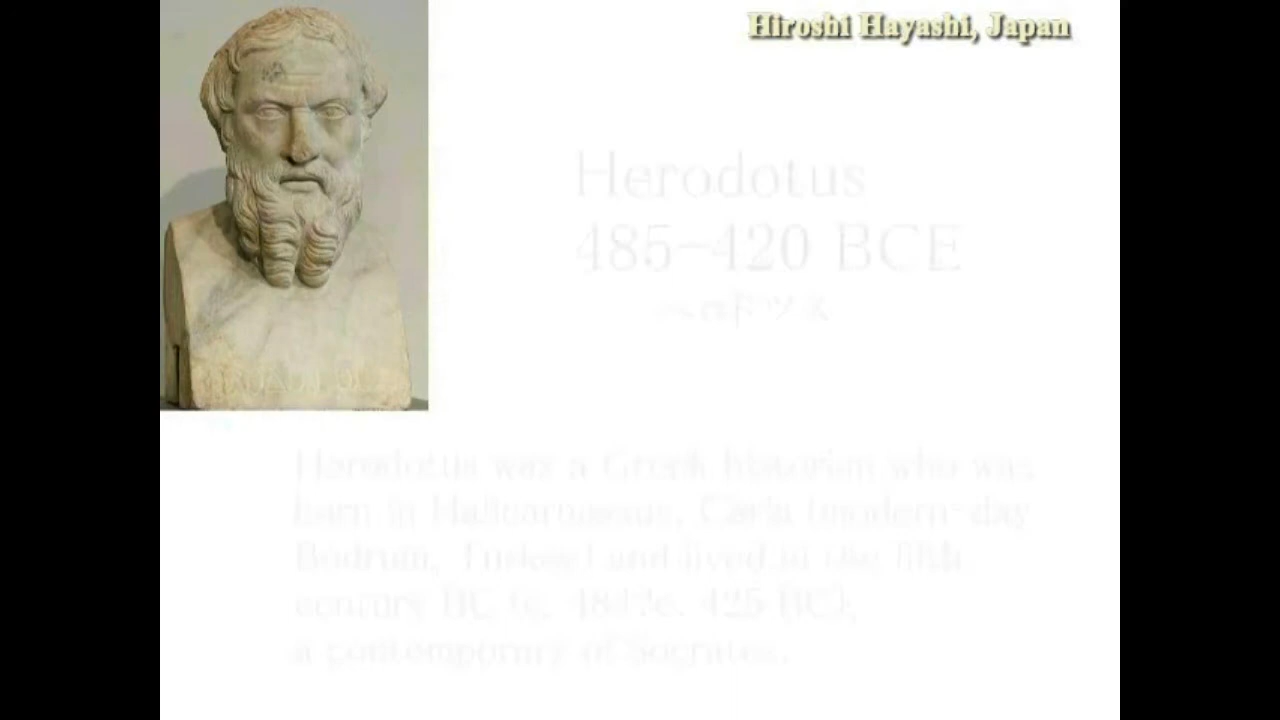 Hiroshi Hayashi, Japan
Herodotus
485-420 BCE
ヘロドツス
Herodotus was a Greek historian who was
born in Halicarnassus, Caria (modern-day
Bodrum, Turkey) and lived in the fifth
century BC (c. 484?c. 425 BC),
a contemporary of Socrates.